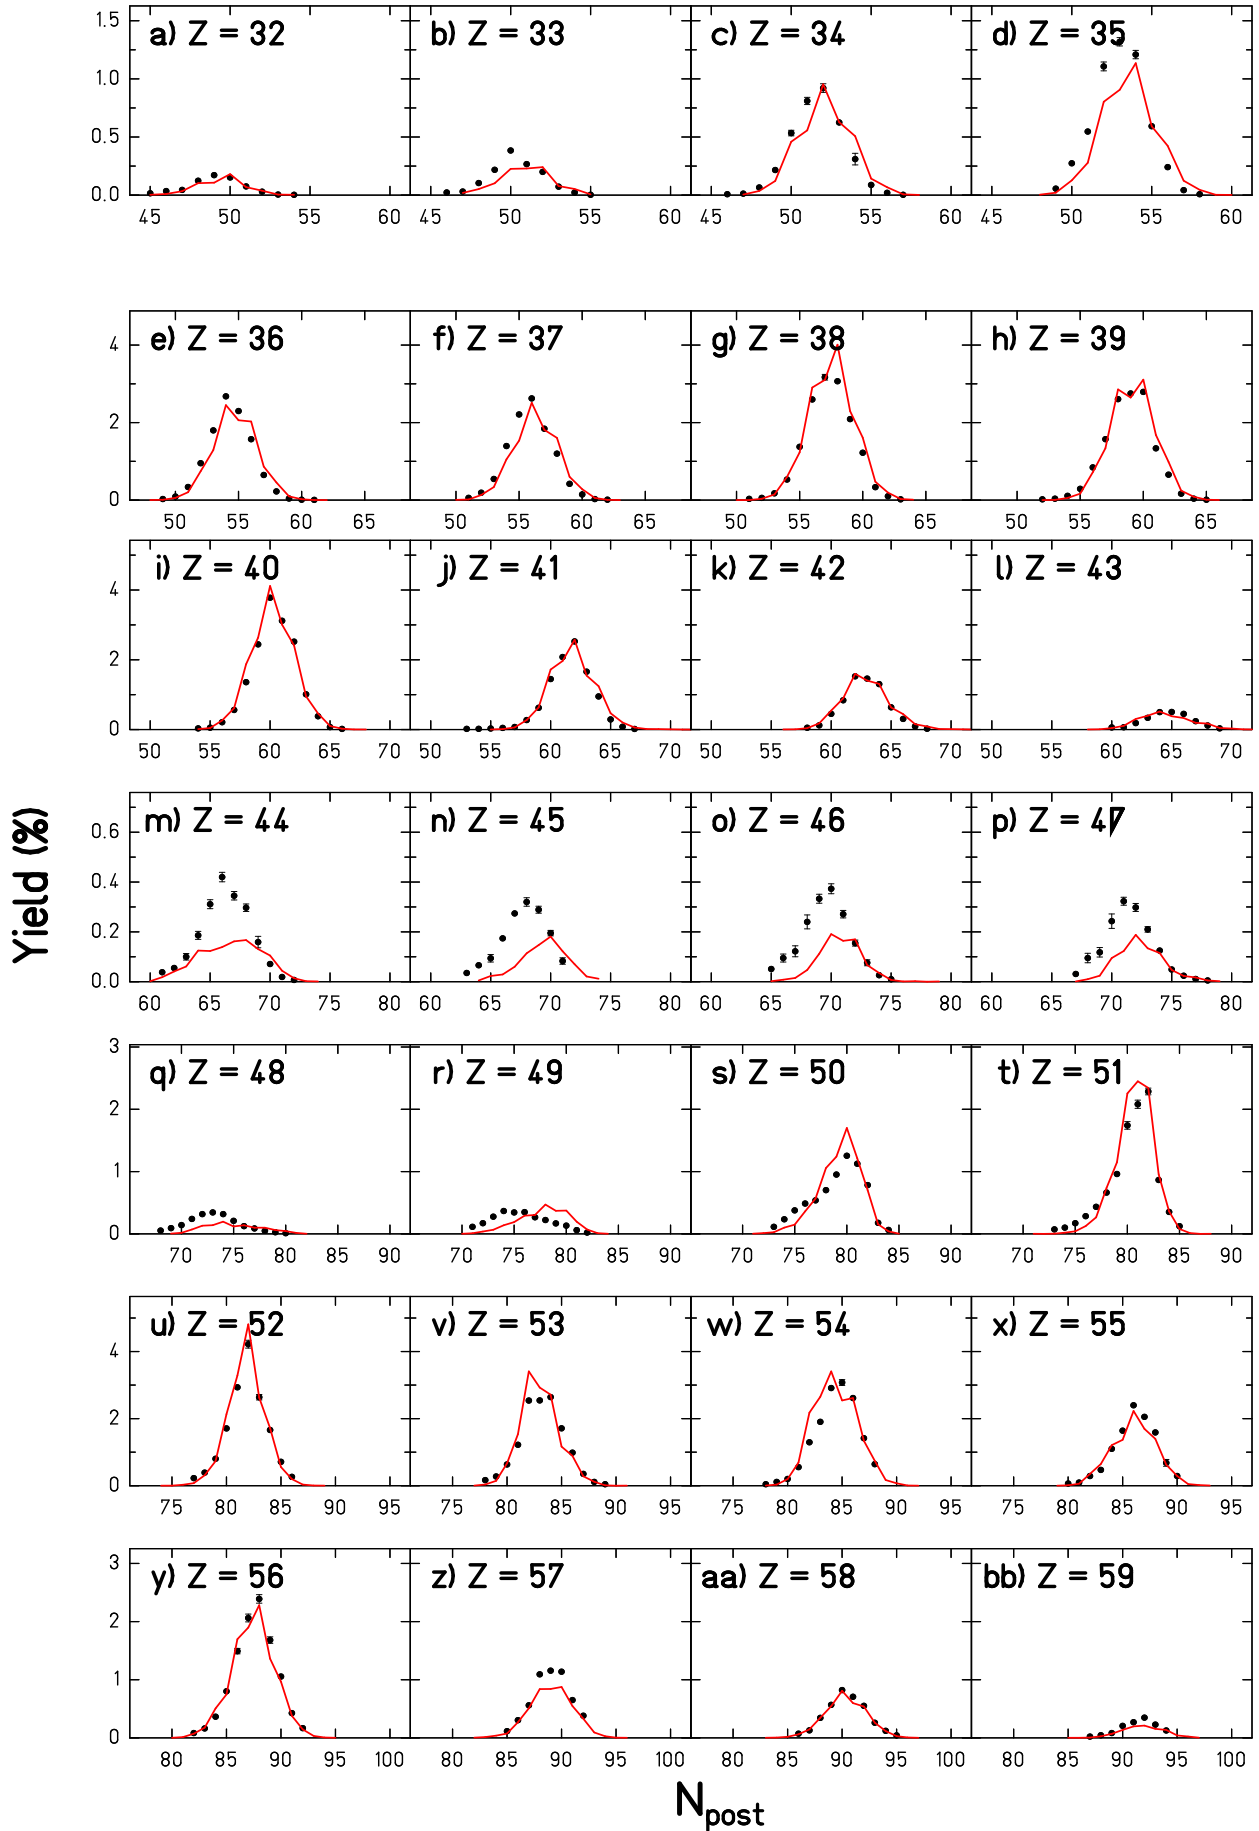 a) Z = 32 b) Z = 33 c) Z = 34 d) Z = 35
1.5
1.0
0.5
0.0
45 50 55 60 45 50 55 60 45 50 55 60 45 50 55 60
e) Z = 36 f) Z = 37 g) Z = 38 h) Z = 39
4
2
0
50 55 60 65 50 55 60 65 50 55 60 65 50 55 60 65
i) Z = 40 j) Z = 41 k) Z = 42 l) Z = 43
4
2
0
50 55 60 65 70 50 55 60 65 70 50 55 60 65 70 50 55 60 65 70
m) Z = 44 n) Z = 45 o) Z = 46 p) Z = 47
0.6
0.4
0.2
0.0
60 65 70 75 80 60 65 70 75 80 60 65 70 75 80 60 65 70 75 80
Yield (%)
q) Z = 48 r) Z = 49 s) Z = 50 t) Z = 51
3
2
1
0
70 75 80 85 90 70 75 80 85 90 70 75 80 85 90 70 75 80 85 90
u) Z = 52 v) Z = 53 w) Z = 54 x) Z = 55
4
2
0
75 80 85 90 95 75 80 85 90 95 75 80 85 90 95 75 80 85 90 95
y) Z = 56 z) Z = 57 aa) Z = 58 bb) Z = 59
3
2
1
0
80 85 90 95 100 80 85 90 95 100 80 85 90 95 100 80 85 90 95 100
N_post